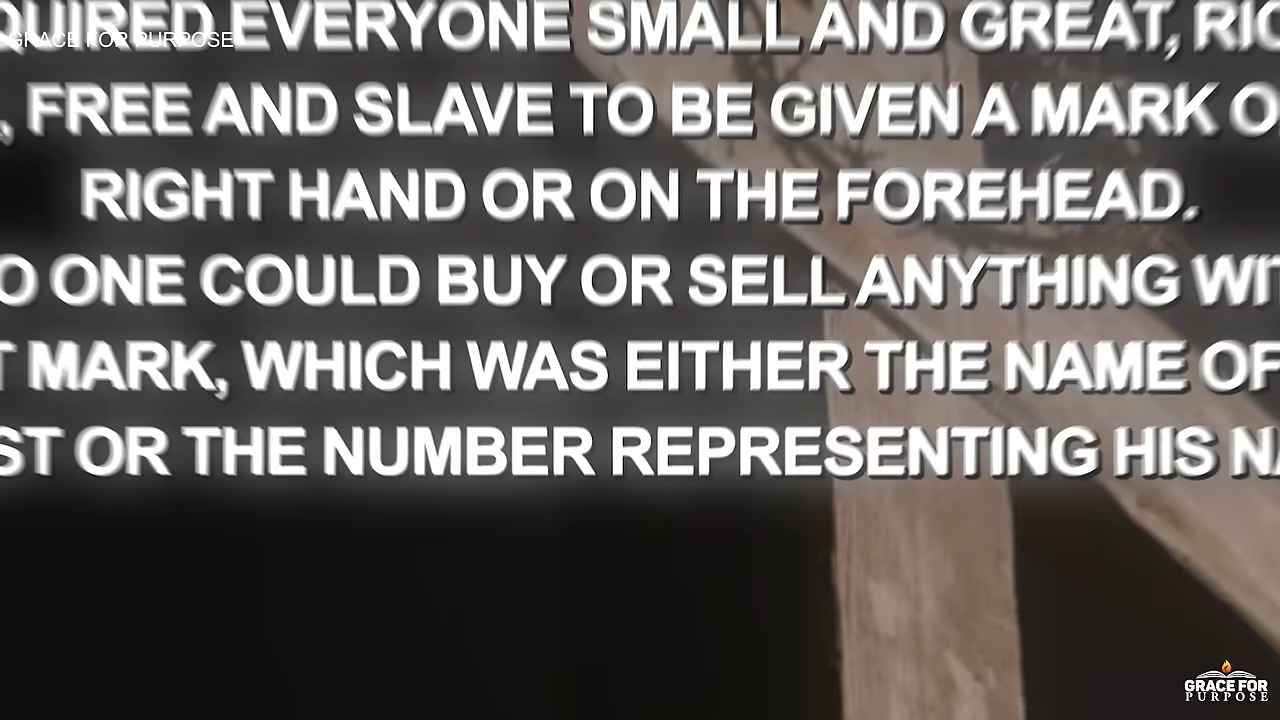 GRACE FOR PURPOSE
QUIRED EVERYONE SMALL AND GREAT, RIC
, FREE AND SLAVE TO BE GIVEN A MARK O
RIGHT HAND OR ON THE FOREHEAD.
O ONE COULD BUY OR SELL ANYTHING WIT
T MARK, WHICH WAS EITHER THE NAME OF
ST OR THE NUMBER REPRESENTING HIS NA
GRACE FOR
PURPOSE